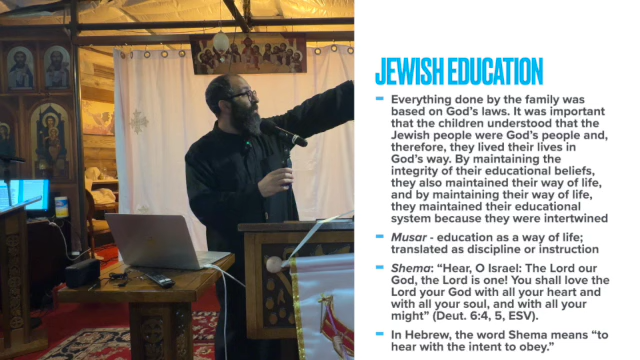 JEWISH EDUCATION
Everything done by the family was
based on God's laws. It was important
that the children understood that the
Jewish people were God's people and,
therefore, they lived their lives in
God's way. By maintaining the
integrity of their educational beliefs,
they also maintained their way of life,
and by maintaining their way of life,
they maintained their educational
system because they were intertwined
Musar - education as a way of life;
translated as discipline or instruction
Shema: “Hear, O Israel: The Lord our
God, the Lord is one! You shall love the
Lord your God with all your heart and
with all your soul, and with all your
might” (Deut. 6:4, 5, ESV).
In Hebrew, the word Shema means “to
hear with the intent to obey.”